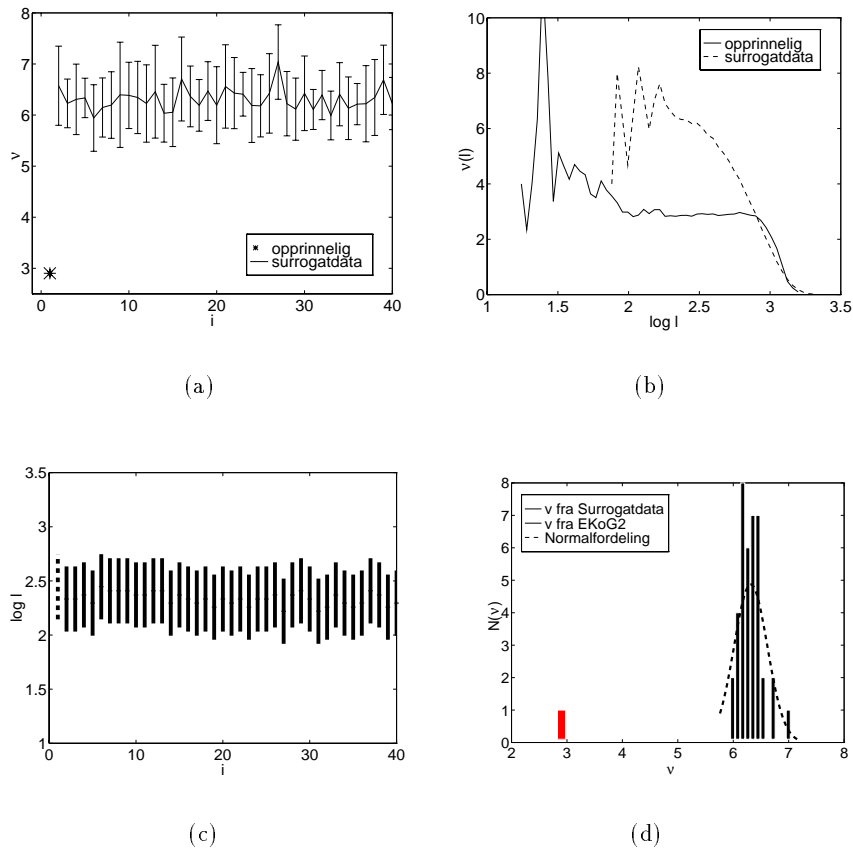 8
7
6
5
4
3
ν
0
10
20
30
40
i
opprinnelig
surrogatdata
(a)
10
8
6
4
2
0
ν(l)
1
1.5
2
2.5
3
3.5
log l
opprinnelig
surrogatdata
(b)
3.5
3
2.5
2
1.5
1
log l
0
10
20
30
40
i
(c)
8
7
6
5
4
3
2
1
0
N(ν)
2
3
4
5
6
7
8
ν
v fra Surrogatdata
v fra EKoG2
Normalfordeling
(d)